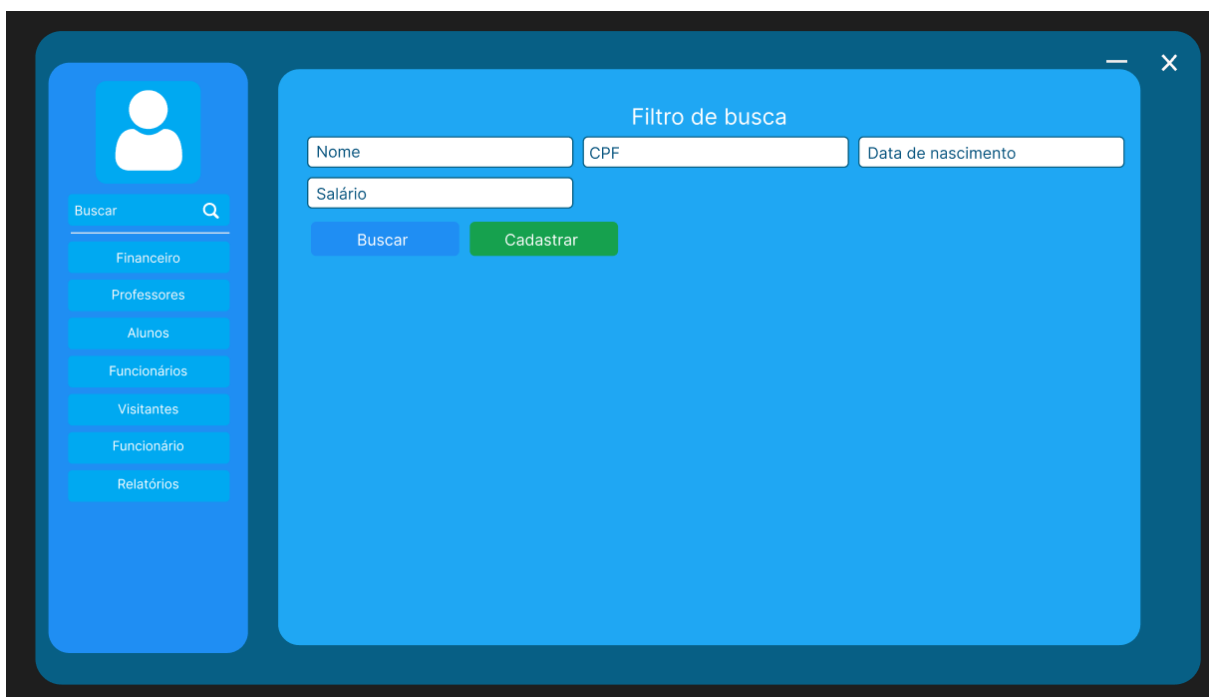 Buscar
Financeiro
Professores
Alunos
Funcionários
Visitantes
Funcionário
Relatórios
Filtro de busca
Nome
CPF
Data de nascimento
Salário
Buscar
Cadastrar